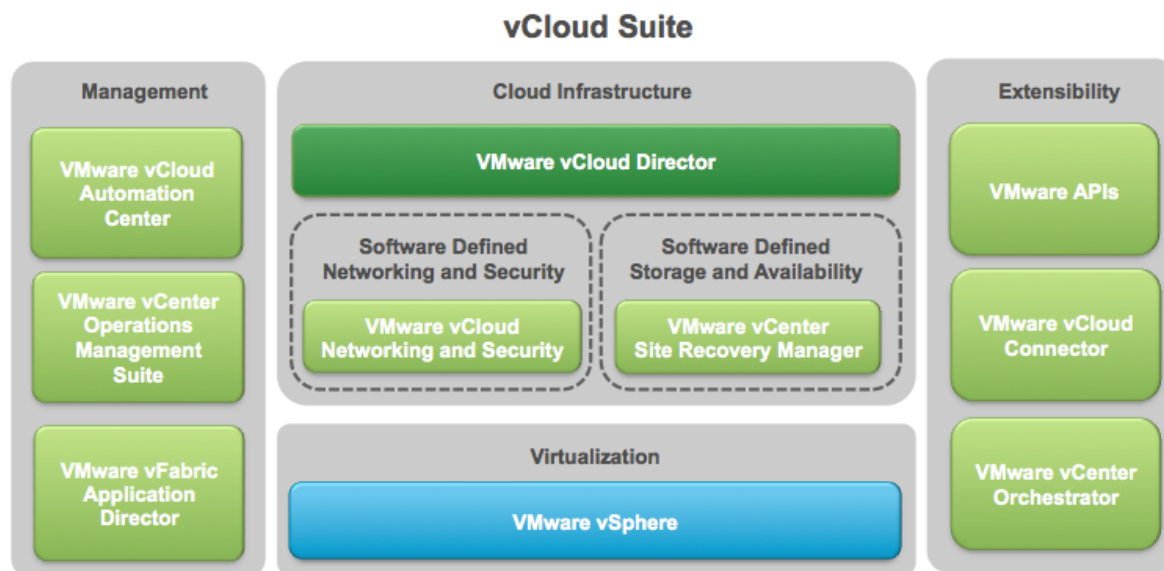 vCloud Suite
Management
VMware vCloud
Automation
Center
VMware vCenter
Operations
Management
Suite
VMware vFabric
Application
Director
Cloud Infrastructure
VMware vCloud Director
Software Defined
Networking and Security
VMware vCloud
Networking and Security
Software Defined
Storage and Availability
VMware vCenter
Site Recovery Manager
Virtualization
VMware vSphere
Extensibility
VMware APIs
VMware vCloud
Connector
VMware vCenter
Orchestrator